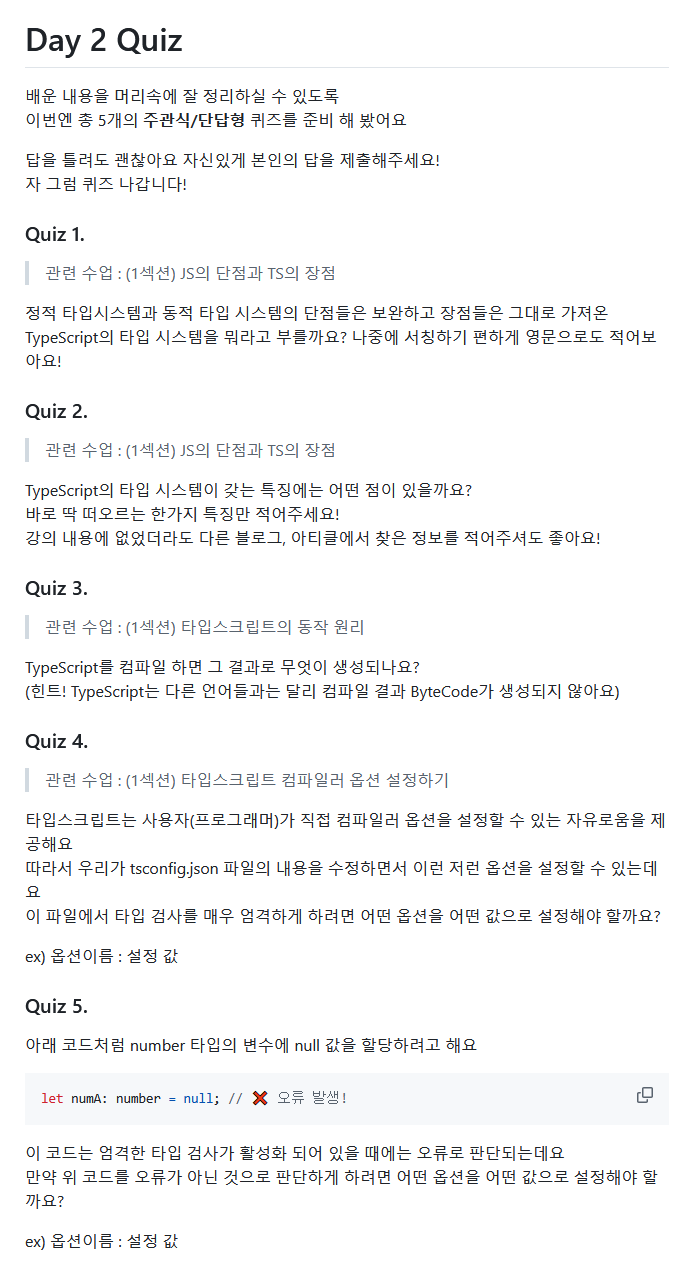 Day 2 Quiz
배운 내용을 머리속에 잘 정리하실 수 있도록
이번엔 총 5개의 주관식/단답형 퀴즈를 준비 해 봤어요
답을 틀려도 괜찮아요 자신있게 본인의 답을 제출해주세요!
자 그럼 퀴즈 나갑니다!
Quiz 1.
관련 수업 : (1섹션) JS의 단점과 TS의 장점
정적 타입시스템과 동적 타입 시스템의 단점들은 보완하고 장점들은 그대로 가져온
TypeScript의 타입 시스템을 뭐라고 부를까요? 나중에 서칭하기 편하게 영문으로도 적어보
아요!
Quiz 2.
관련 수업 : (1섹션) JS의 단점과 TS의 장점
TypeScript의 타입 시스템이 갖는 특징에는 어떤 점이 있을까요?
바로 딱 떠오르는 한가지 특징만 적어주세요!
강의 내용에 없었더라도 다른 블로그, 아티클에서 찾은 정보를 적어주셔도 좋아요!
Quiz 3.
관련 수업 : (1섹션) 타입스크립트의 동작 원리
TypeScript를 컴파일 하면 그 결과로 무엇이 생성되나요?
(힌트! TypeScript는 다른 언어들과는 달리 컴파일 결과 ByteCode가 생성되지 않아요)
Quiz 4.
관련 수업 : (1섹션) 타입스크립트 컴파일러 옵션 설정하기
타입스크립트는 사용자(프로그래머)가 직접 컴파일러 옵션을 설정할 수 있는 자유로움을 제
공해요
따라서 우리가 tsconfig.json 파일의 내용을 수정하면서 이런 저런 옵션을 설정할 수 있는데
요
이 파일에서 타입 검사를 매우 엄격하게 하려면 어떤 옵션을 어떤 값으로 설정해야 할까요?
ex) 옵션이름 : 설정 값
Quiz 5.
아래 코드처럼 number 타입의 변수에 null 값을 할당하려고 해요
let numA: number = null; // ❌ 오류 발생!
이 코드는 엄격한 타입 검사가 활성화 되어 있을 때에는 오류로 판단되는데요
만약 위 코드를 오류가 아닌 것으로 판단하게 하려면 어떤 옵션을 어떤 값으로 설정해야 할
까요?
ex) 옵션이름 : 설정 값